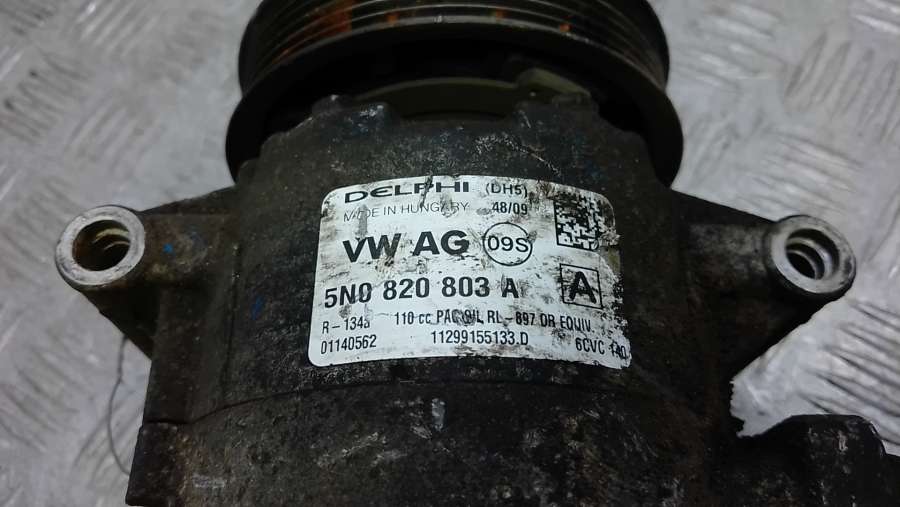 DELPHI (DH5)
MADE IN HUNGARY 48/09
VW AG 09S
5N0 820 803 A A
R-134a 110 cc PAG OIL RL-897 OR EQUIV.
01140562 11299155133.D 6CVC 140